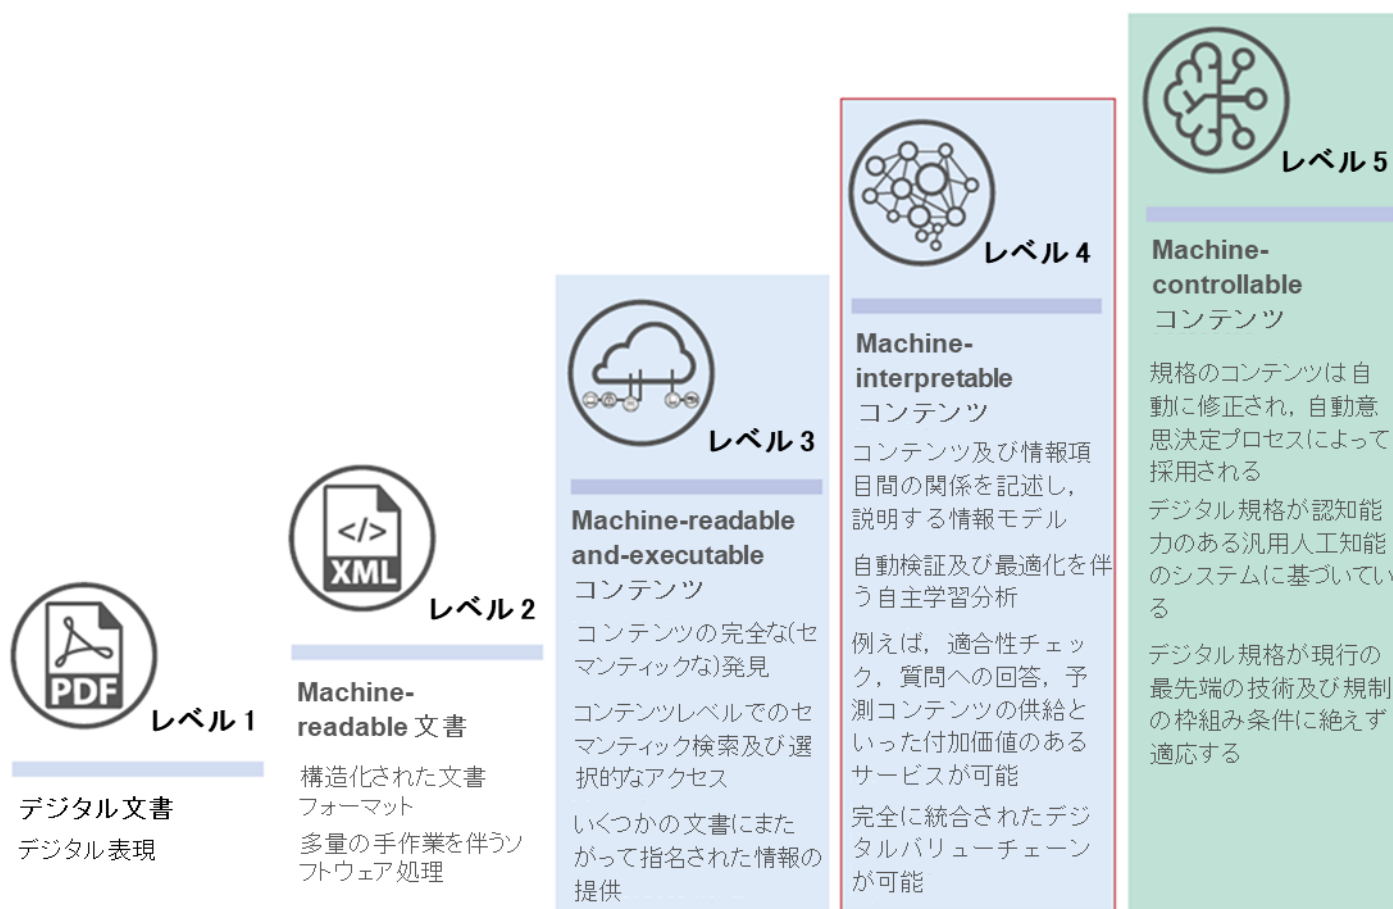 PDF
レベル 1
デジタル文書
デジタル表現
</>
XML
レベル 2
Machine-
readable 文書
構造化された文書
フォーマット
多量の手作業を伴うソ
フトウェア処理
レベル 3
Machine-readable
and-executable
コンテンツ
コンテンツの完全な(セ
マンティックな)発見
コンテンツレベルでのセ
マンティック検索及び選
択的なアクセス
いくつかの文書にまた
がって指名された情報の
提供
レベル 4
Machine-
interpretable
コンテンツ
コンテンツ及び情報項
目間の関係を記述し,
説明する情報モデル
自動検証及び最適化を伴
う自主学習分析
例えば, 適合性チェッ
ク, 質問への回答, 予
測コンテンツの供給と
いった付加価値のある
サービスが可能
完全に統合されたデジ
タルバリューチェーン
が可能
レベル 5
Machine-
controllable
コンテンツ
規格のコンテンツは自
動に修正され, 自動意
思決定プロセスによって
採用される
デジタル規格が認知能
力のある汎用人工知能
のシステムに基づいてい
る
デジタル規格が現行の
最先端の技術及び規制
の枠組み条件に絶えず
適応する